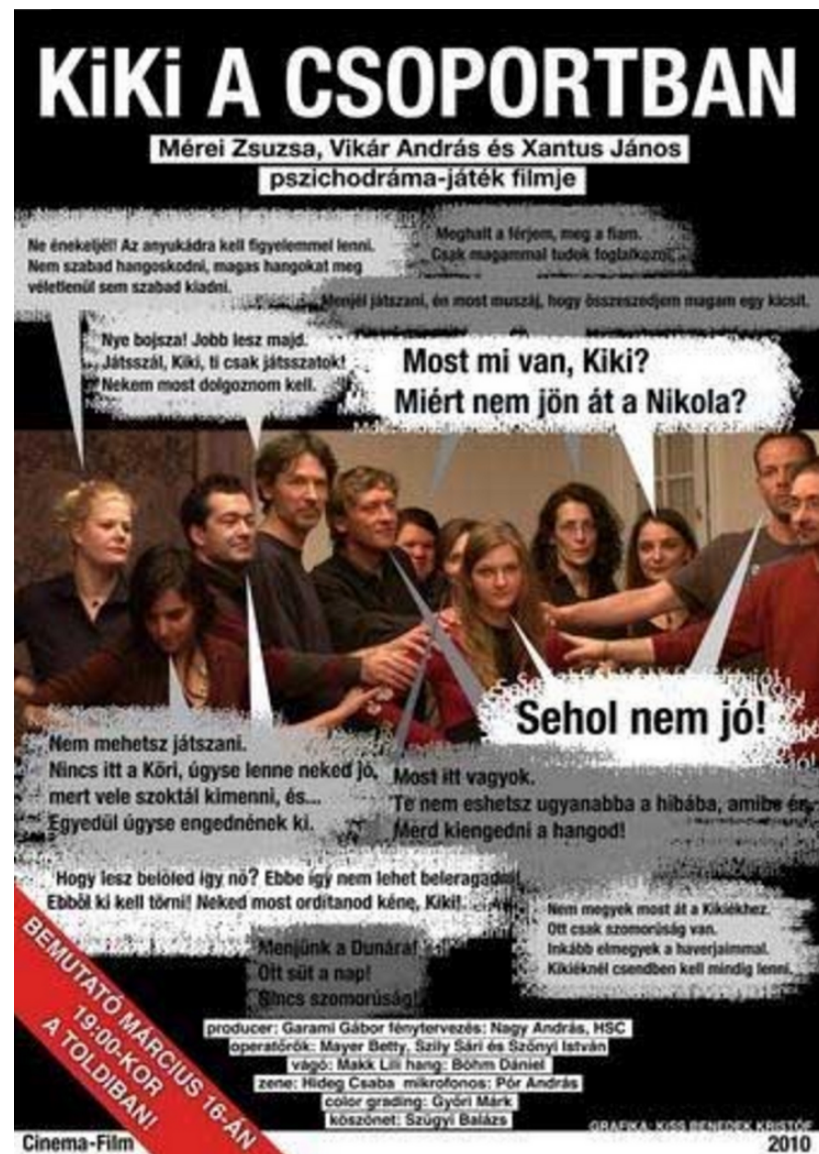 KiKi A CSOPORTBAN
Mérei Zsuzsa, Vikár András és Xantus János
pszichodráma-játék filmje
Ne énekeljél! Az anyukádra kell figyelemmel lenni.
Nem szabad hangoskodni, magas hangokat meg
véletlenül sem szabad kiadni.
Meghalt a férjem, meg a fiam.
Csak magammal tudok foglalkozni.
Menjél játszani, én most muszáj, hogy összeszedjem magam egy kicsit.
Nye bojsza! Jobb lesz majd.
Játsszál, Kiki, ti csak játsszatok!
Nekem most dolgoznom kell.
Most mi van, Kiki?
Miért nem jön át a Nikola?
Sehol nem jó!
Nem mehetsz játszani.
Nincs itt a Köri, úgyse lenne neked jó,
mert vele szoktál kimenni, és...
Egyedül úgyse engednének ki.
Most itt vagyok.
Te nem eshetsz ugyanabba a hibába, amibe én.
Merd kiengedni a hangod!
Hogy lesz belőled így nő? Ebbe így nem lehet beleragadni!
Ebből ki kell törni! Neked most ordítanod kéne, Kiki!
Nem megyek most át a Kikiékhez.
Ott csak szomorúság van.
Inkább elmegyek a haverjaimmal.
Kikiéknél csendben kell mindig lenni.
Menjünk a Dunára!
Ott süt a nap!
Sincs szomorúság!
BEMUTATÓ MÁRCIUS 16-ÁN
19:00-KOR
A TOLDIBAN!
producer: Garami Gábor fénytervezés: Nagy András, HSC
operatőrök: Mayer Betty, Szily Sári és Szőnyi István
vágó: Makk Lili hang: Böhm Dániel
zene: Hideg Csaba mikrofonos: Pór András
color grading: Győri Márk
köszönet: Szügyi Balázs
GRAFIKA: KISS BENEDEK KRISTÓF
Cinema-Film
2010